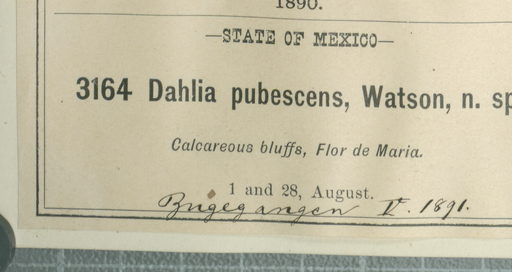 1890.
—STATE OF MEXICO—
3164 Dahlia pubescens, Watson, n. sp
Calcareous bluffs, Flor de Maria.
1 and 28, August.
Zugegangen V. 1891.